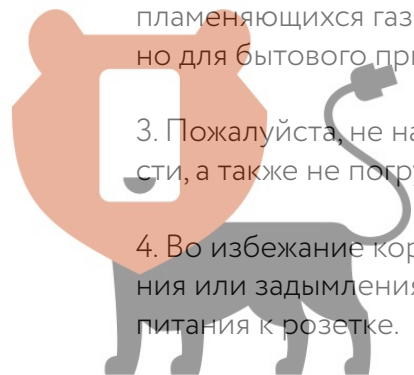 пламеняющихся газ
но для бытового при
3. Пожалуйста, не на
сти, а также не погру
4. Во избежание кор
ния или задымления
питания к розетке.